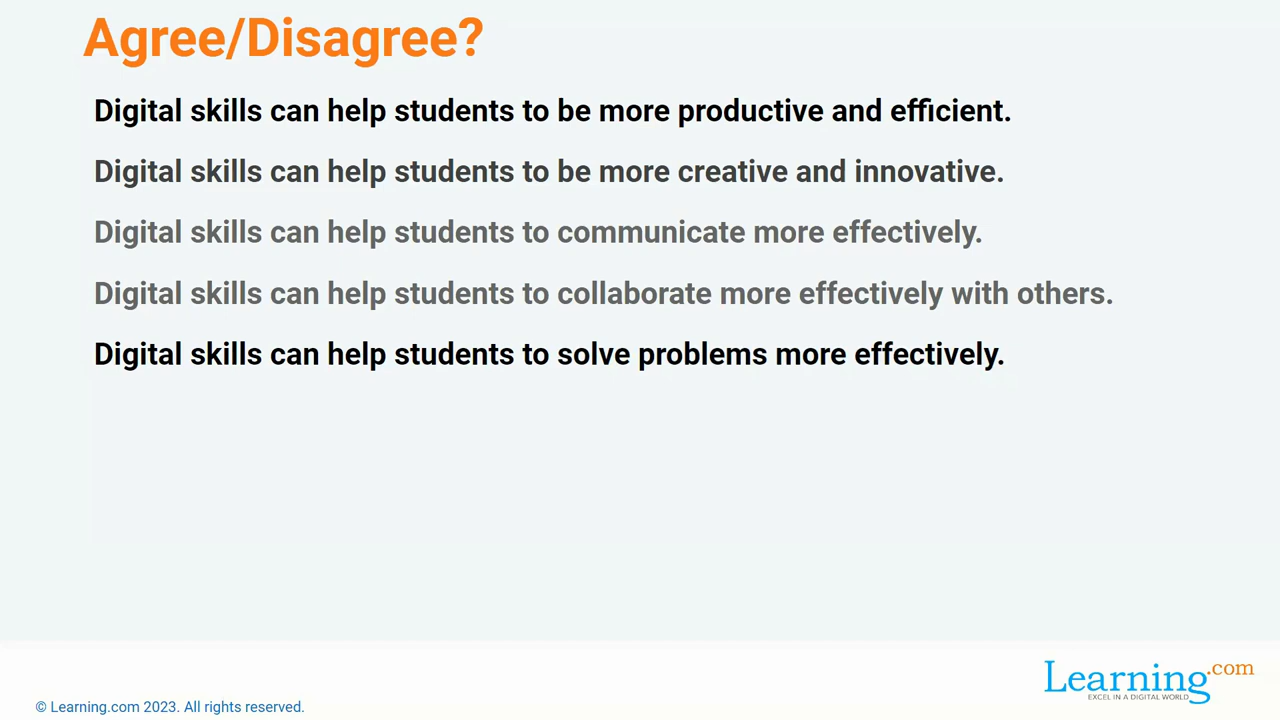 Agree/Disagree?
Digital skills can help students to be more productive and efficient.
Digital skills can help students to be more creative and innovative.
Digital skills can help students to communicate more effectively.
Digital skills can help students to collaborate more effectively with others.
Digital skills can help students to solve problems more effectively.
Learning.com
EXCEL IN A DIGITAL WORLD
© Learning.com 2023. All rights reserved.